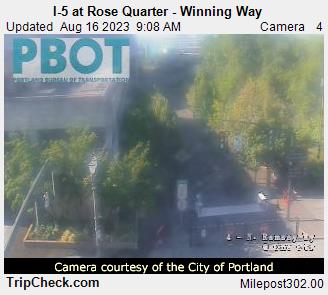 I-5 at Rose Quarter - Winning Way
Updated Aug 16 2023 9:08 AM Camera 4
PBOT
PORTLAND BUREAU OF TRANSPORTATION
Camera courtesy of the City of Portland
TripCheck.com Milepost302.00